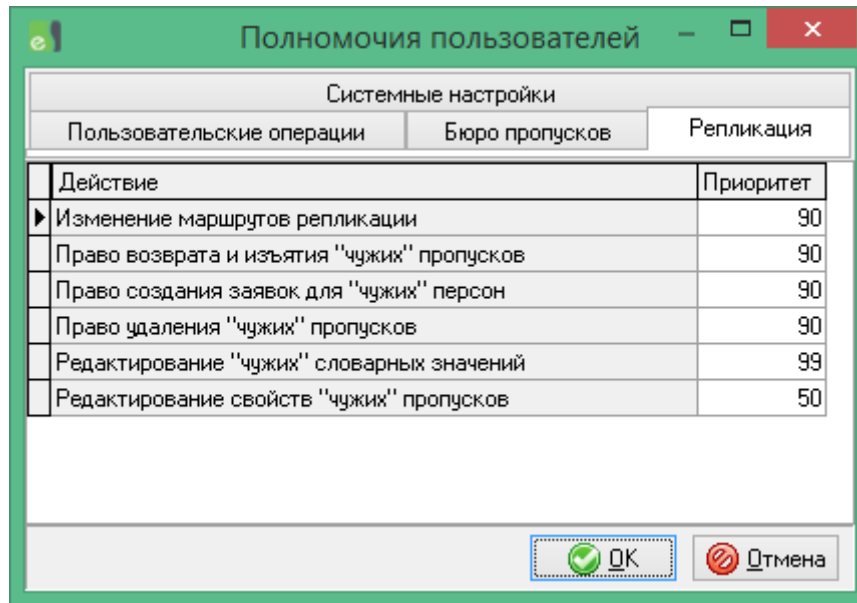 Полномочия пользователей
Системные настройки
Пользовательские операции Бюро пропусков Репликация
Действие Приоритет
Изменение маршрутов репликации 90
Право возврата и изъятия "чужих" пропусков 90
Право создания заявок для "чужих" персон 90
Право удаления "чужих" пропусков 90
Редактирование "чужих" словарных значений 99
Редактирование свойств "чужих" пропусков 50
OK Отмена